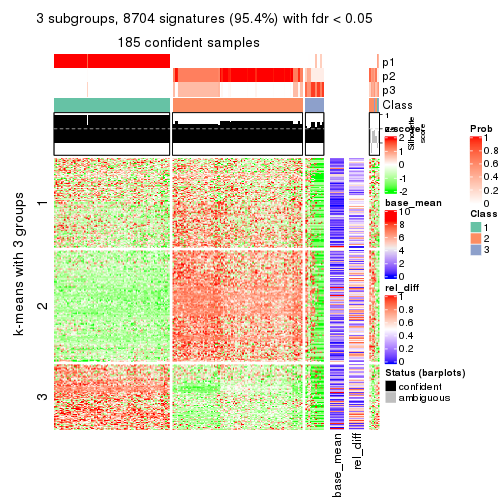 3 subgroups, 8704 signatures (95.4%) with fdr < 0.05
185 confident samples
p1
p2
p3
Class
1
Silhouette
score
k-means with 3 groups
1
2
3
base_mean
rel_diff
z-score
2
1
0
-1
-2
base_mean
10
8
6
4
2
0
rel_diff
1
0.8
0.6
0.4
0.2
0
Status (barplots)
confident
ambiguous
Prob
1
0.8
0.6
0.4
0.2
0
Class
1
2
3